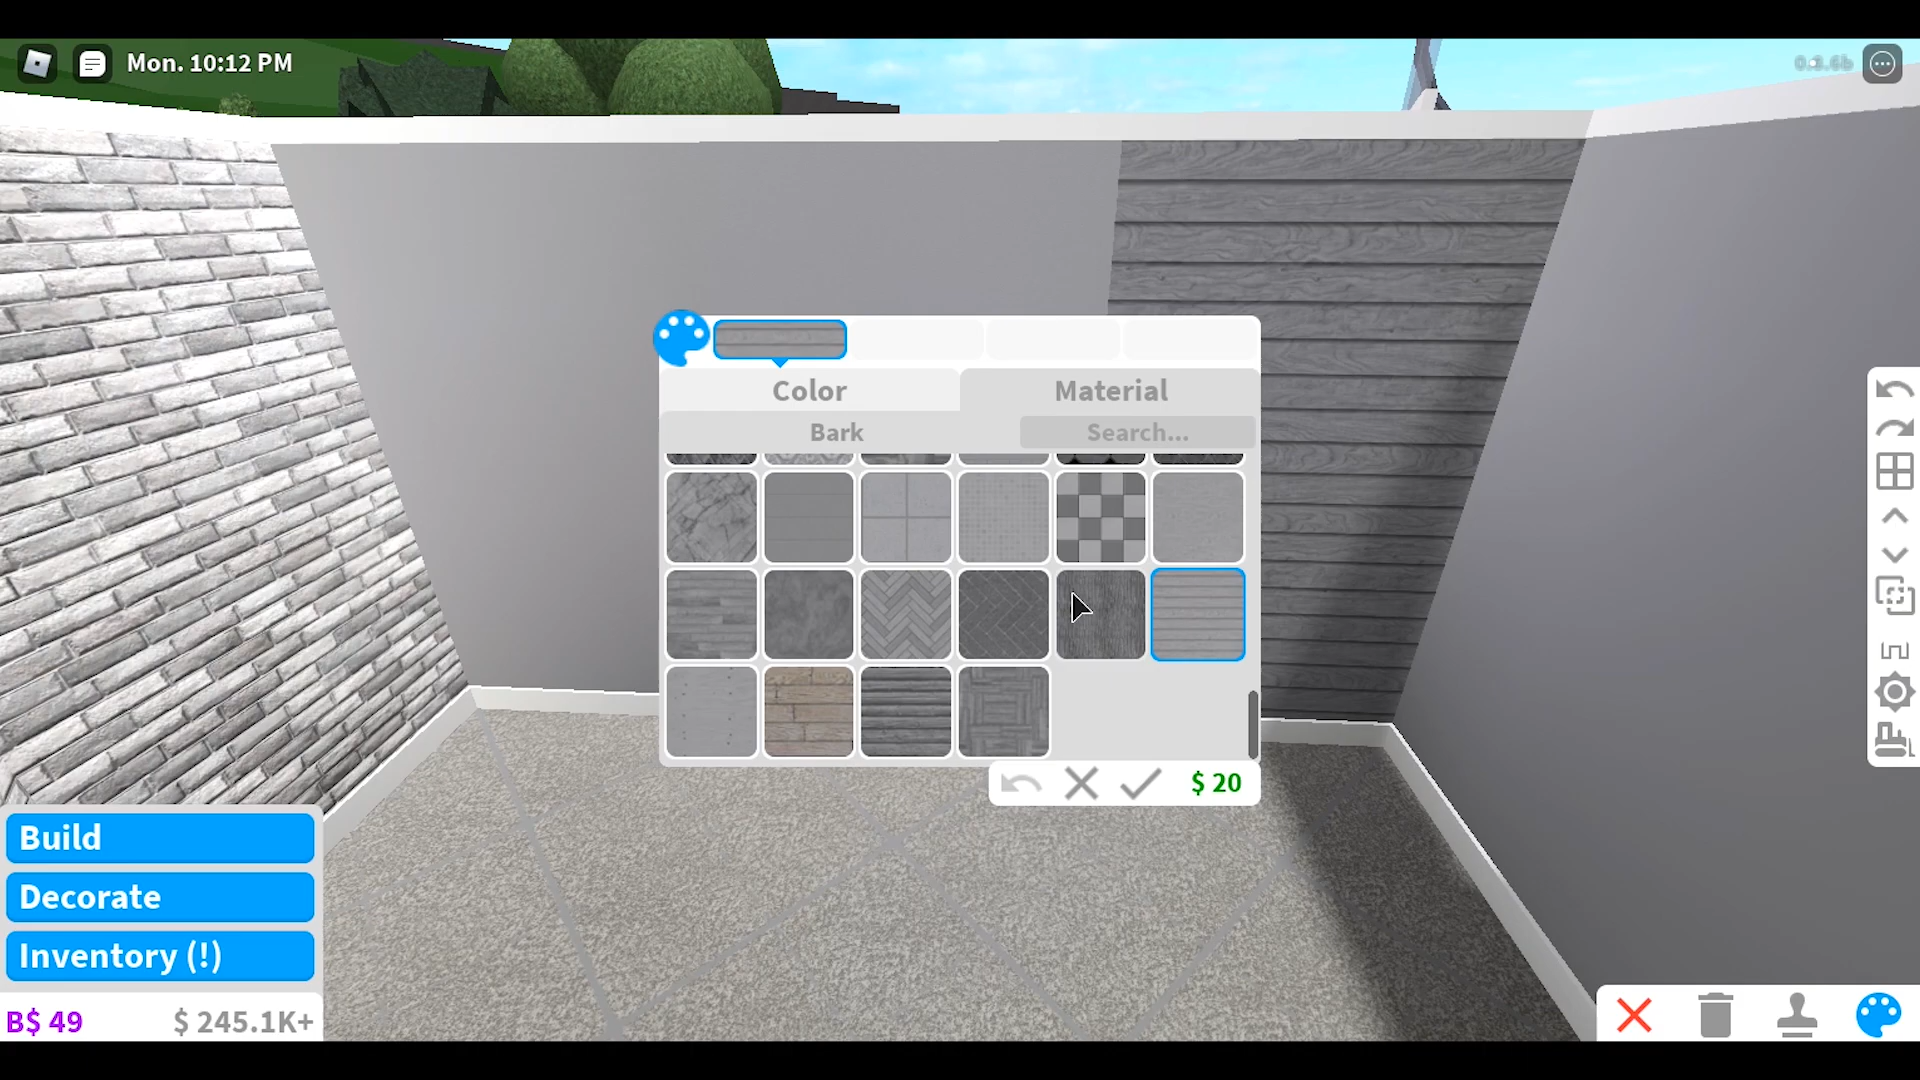 Mon. 10:12 PM
Color
Material
Bark
Search...
$ 20
Build
Decorate
Inventory (!)
B$ 49
$ 245.1K+